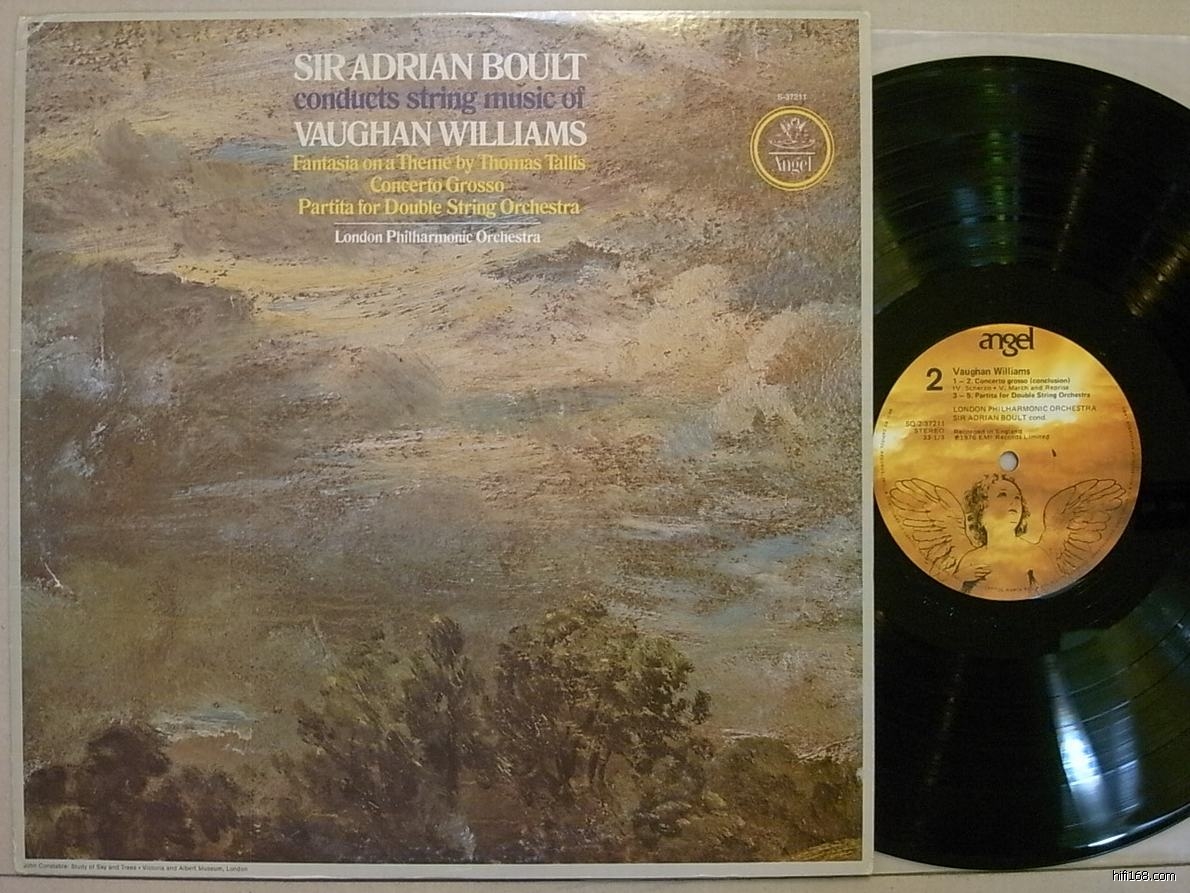 SIR ADRIAN BOULT
conducts string music of
VAUGHAN WILLIAMS
Fantasia on a Theme by Thomas Tallis
Concerto Grosso
Partita for Double String Orchestra
London Philharmonic Orchestra
S-37211
Angel
John Constable: Study of Sky and Trees • Victoria and Albert Museum, London
angel
2
Vaughan Williams
1 – 2. Concerto grosso (conclusion)
IV. Scherzo • V. March and Reprise
3 – 5. Partita for Double String Orchestra
LONDON PHILHARMONIC ORCHESTRA
SIR ADRIAN BOULT cond.
SQ-2-37211
STEREO
33-1/3
Recorded in England
℗1976 EMI Records Limited
hifi168.com